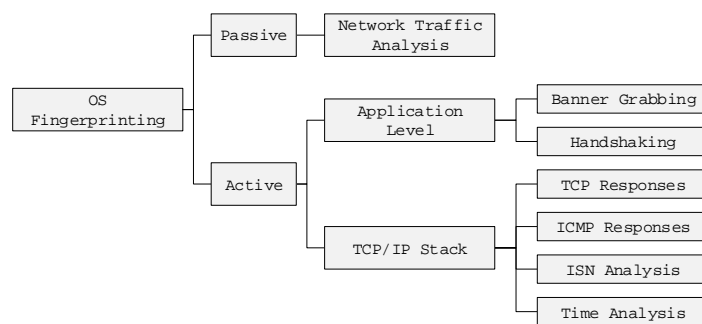 OS
Fingerprinting
Passive
Network Traffic
Analysis
Active
Application
Level
Banner Grabbing
Handshaking
TCP/IP Stack
TCP Responses
ICMP Responses
ISN Analysis
Time Analysis